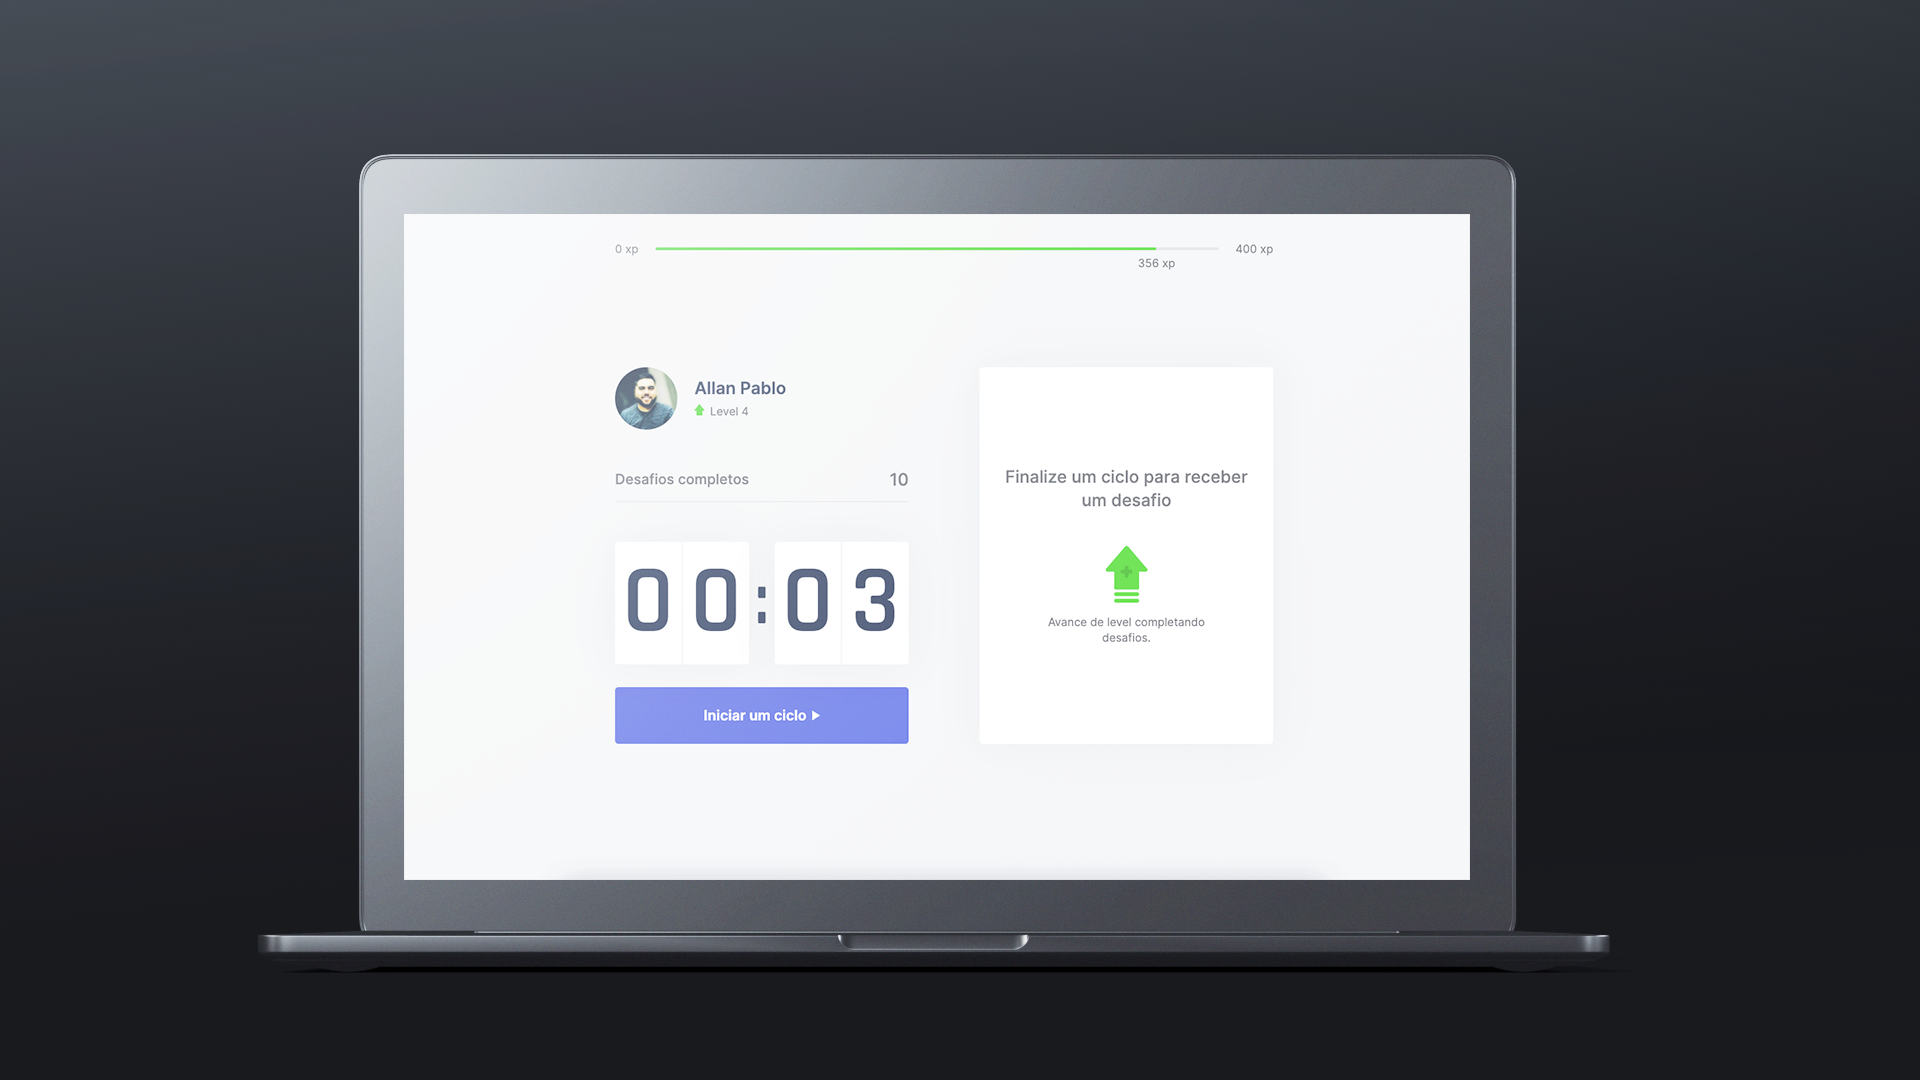 0 xp
400 xp
356 xp
Allan Pablo
Level 4
Desafios completos 10
00:03
Iniciar um ciclo
Finalize um ciclo para receber
um desafio
Avance de level completando
desafios.